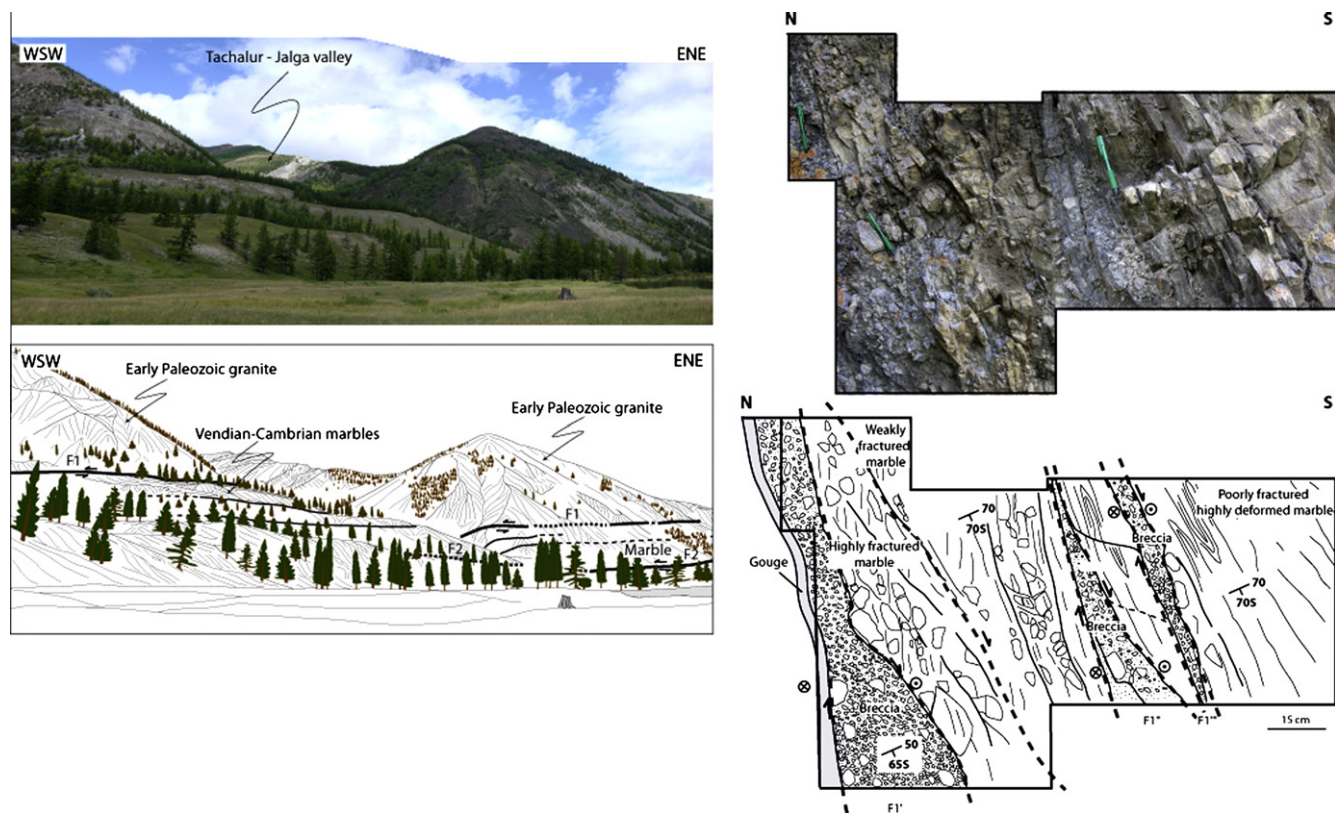 WSW
Tachalur - Jalga valley
ENE
WSW
ENE
Early Paleozoic granite
Early Paleozoic granite
Vendian-Cambrian marbles
F1
F1
F2
Marble
F2
N
S
N
S
Weakly
fractured
marble
Poorly fractured
highly deformed marble
70
70S
Breccia
Highly fractured
marble
Gouge
70
70S
Breccia
Breccia
50
65S
F1'
F1"
F1'"
15 cm